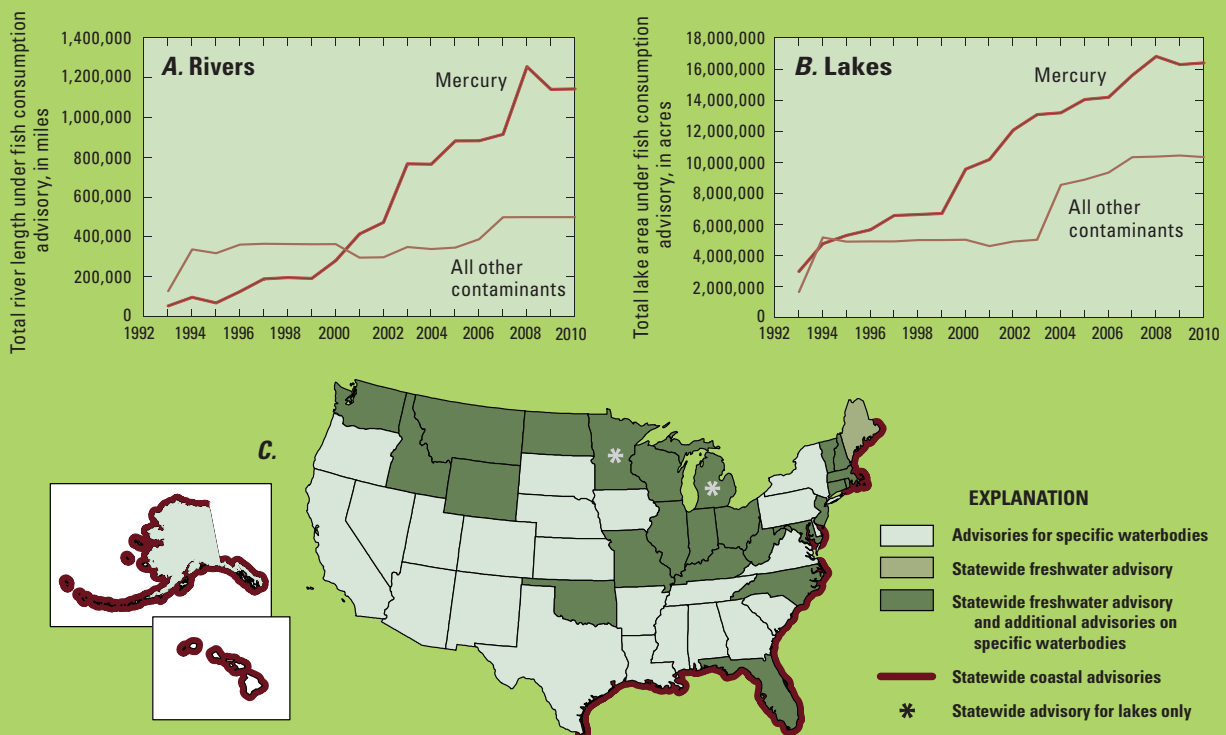 A. Rivers
Total river length under fish consumption
advisory, in miles
1,400,000
1,200,000
1,000,000
800,000
600,000
400,000
200,000
0
Mercury
All other
contaminants
1992 1994 1996 1998 2000 2002 2004 2006 2008 2010
B. Lakes
Total lake area under fish consumption
advisory, in acres
18,000,000
16,000,000
14,000,000
12,000,000
10,000,000
8,000,000
6,000,000
4,000,000
2,000,000
0
Mercury
All other
contaminants
1992 1994 1996 1998 2000 2002 2004 2006 2008 2010
C.
*
*
EXPLANATION
Advisories for specific waterbodies
Statewide freshwater advisory
Statewide freshwater advisory
and additional advisories on
specific waterbodies
Statewide coastal advisories
* Statewide advisory for lakes only